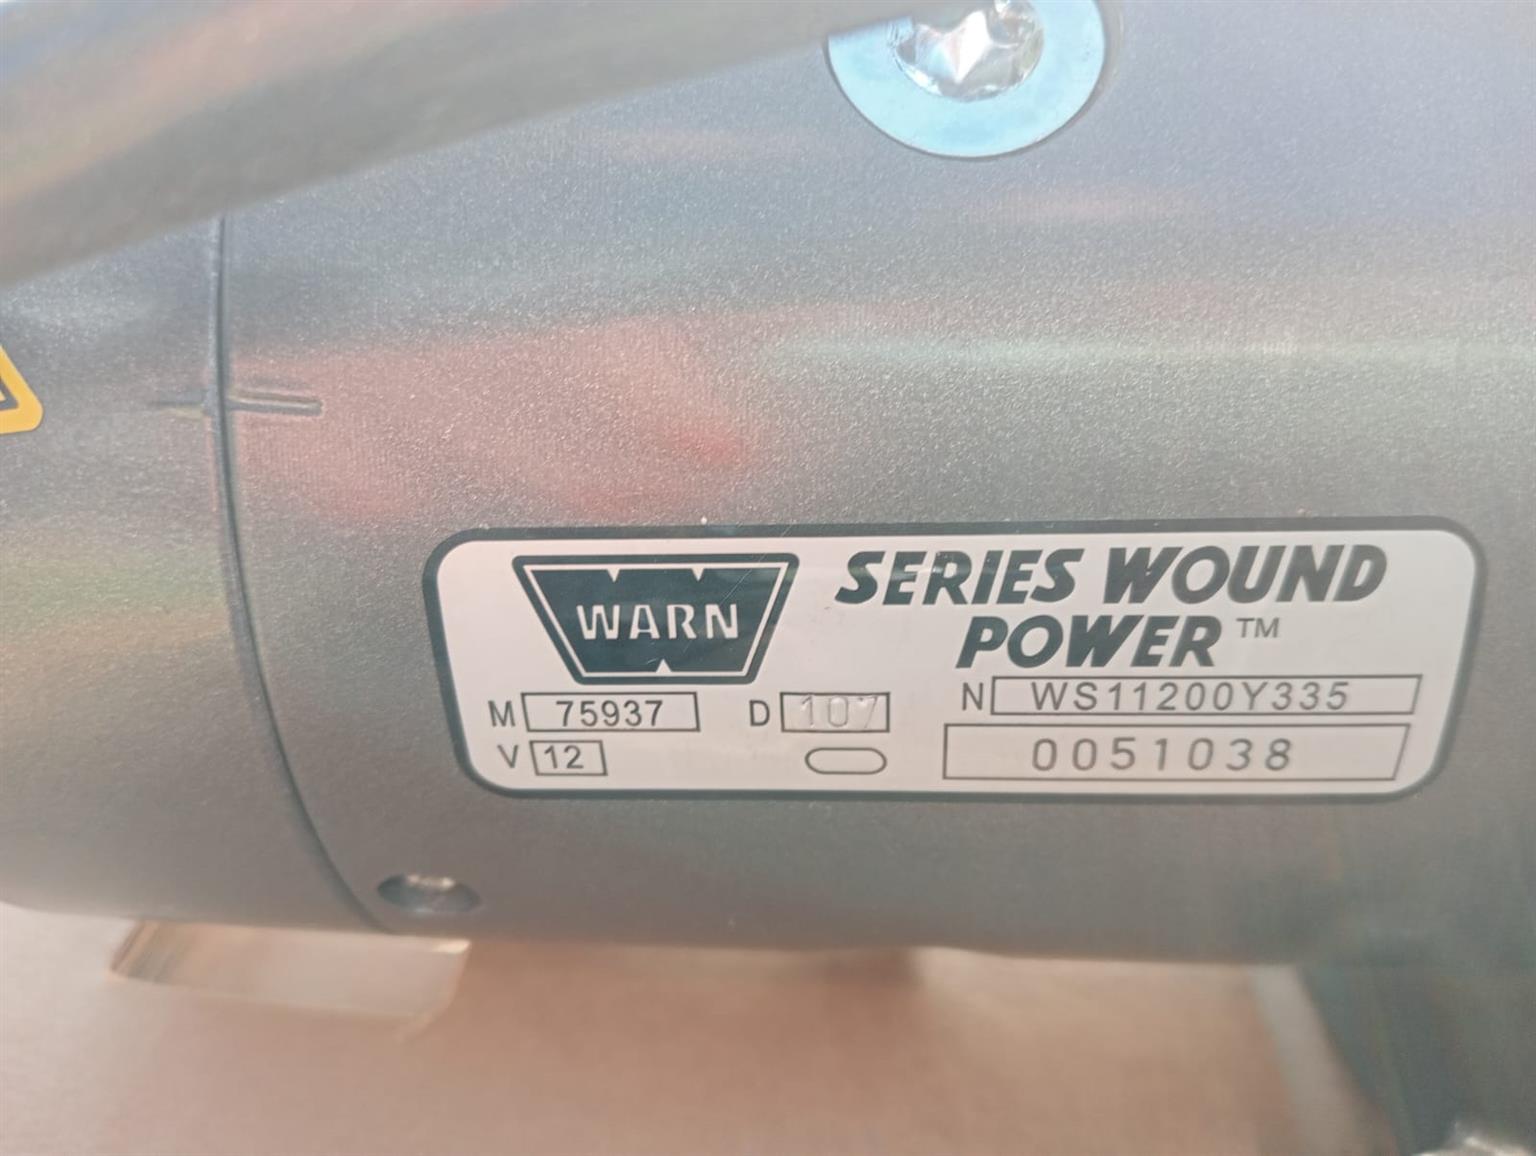 WARN
SERIES WOUND
POWER™
M 75937 D 107 N WS11200Y335
V 12 0051038